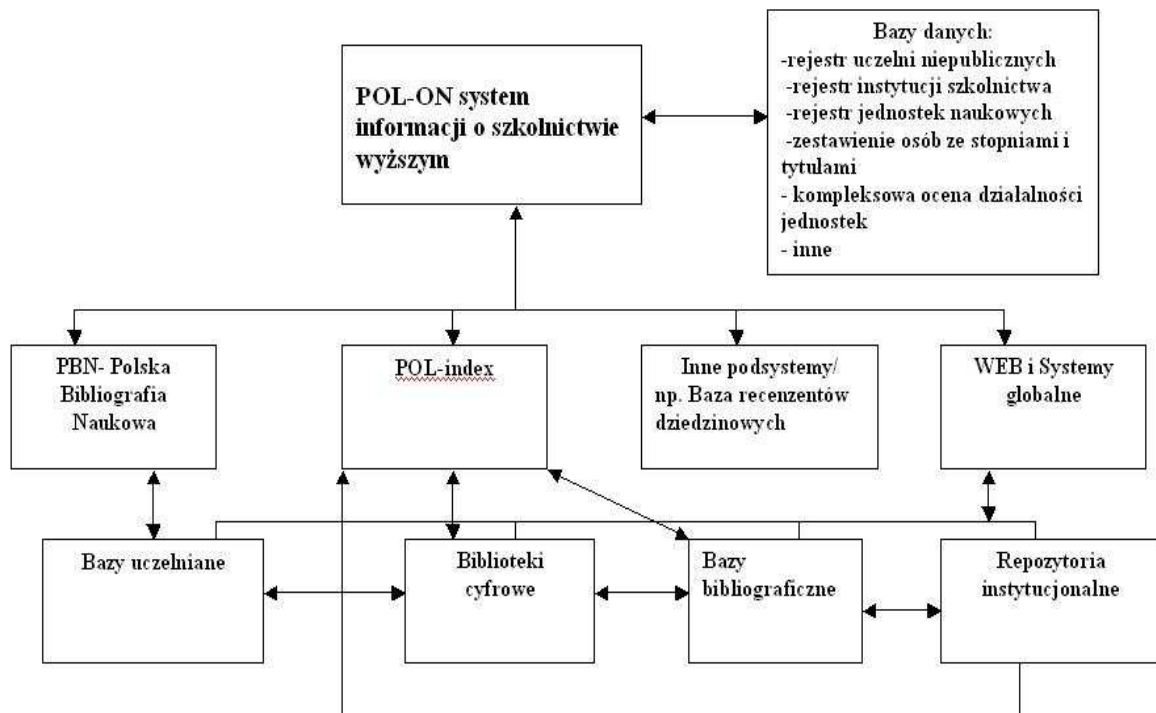 POL-ON system
informacji o szkolnictwie
wyższym
Bazy danych:
-rejestr uczelni niepublicznych
-rejestr instytucji szkolnictwa
-rejestr jednostek naukowych
-zestawienie osób ze stopniami i
tytułami
- kompleksowa ocena działalności
jednostek
- inne
PBN- Polska
Bibliografia
Naukowa
POL-index
Inne podsystemy/
np. Baza recenzentów
dziedzinowych
WEB i Systemy
globalne
Bazy uczelniane
Biblioteki
cyfrowe
Bazy
bibliograficzne
Repozytoria
instytucjonalne